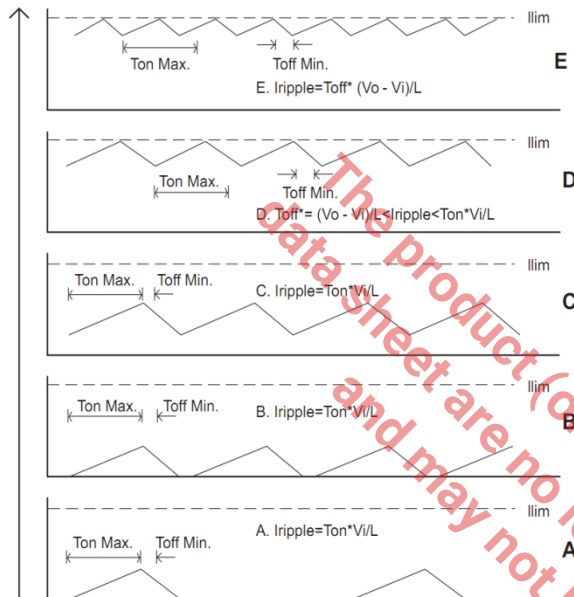 Ilim
Ton Max.
Toff Min.
E
E. Iripple=Toff* (Vo - Vi)/L
Ilim
Ton Max.
Toff Min.
D
D. Toff*= (Vo - Vi)/L<Iripple<Ton*Vi/L
Ilim
Ton Max. Toff Min.
C. Iripple=Ton*Vi/L
C
Ilim
Ton Max. Toff Min.
B. Iripple=Ton*Vi/L
B
Ilim
A. Iripple=Ton*Vi/L
Ton Max. Toff Min.
A
The product (o
data sheet are no
and may not